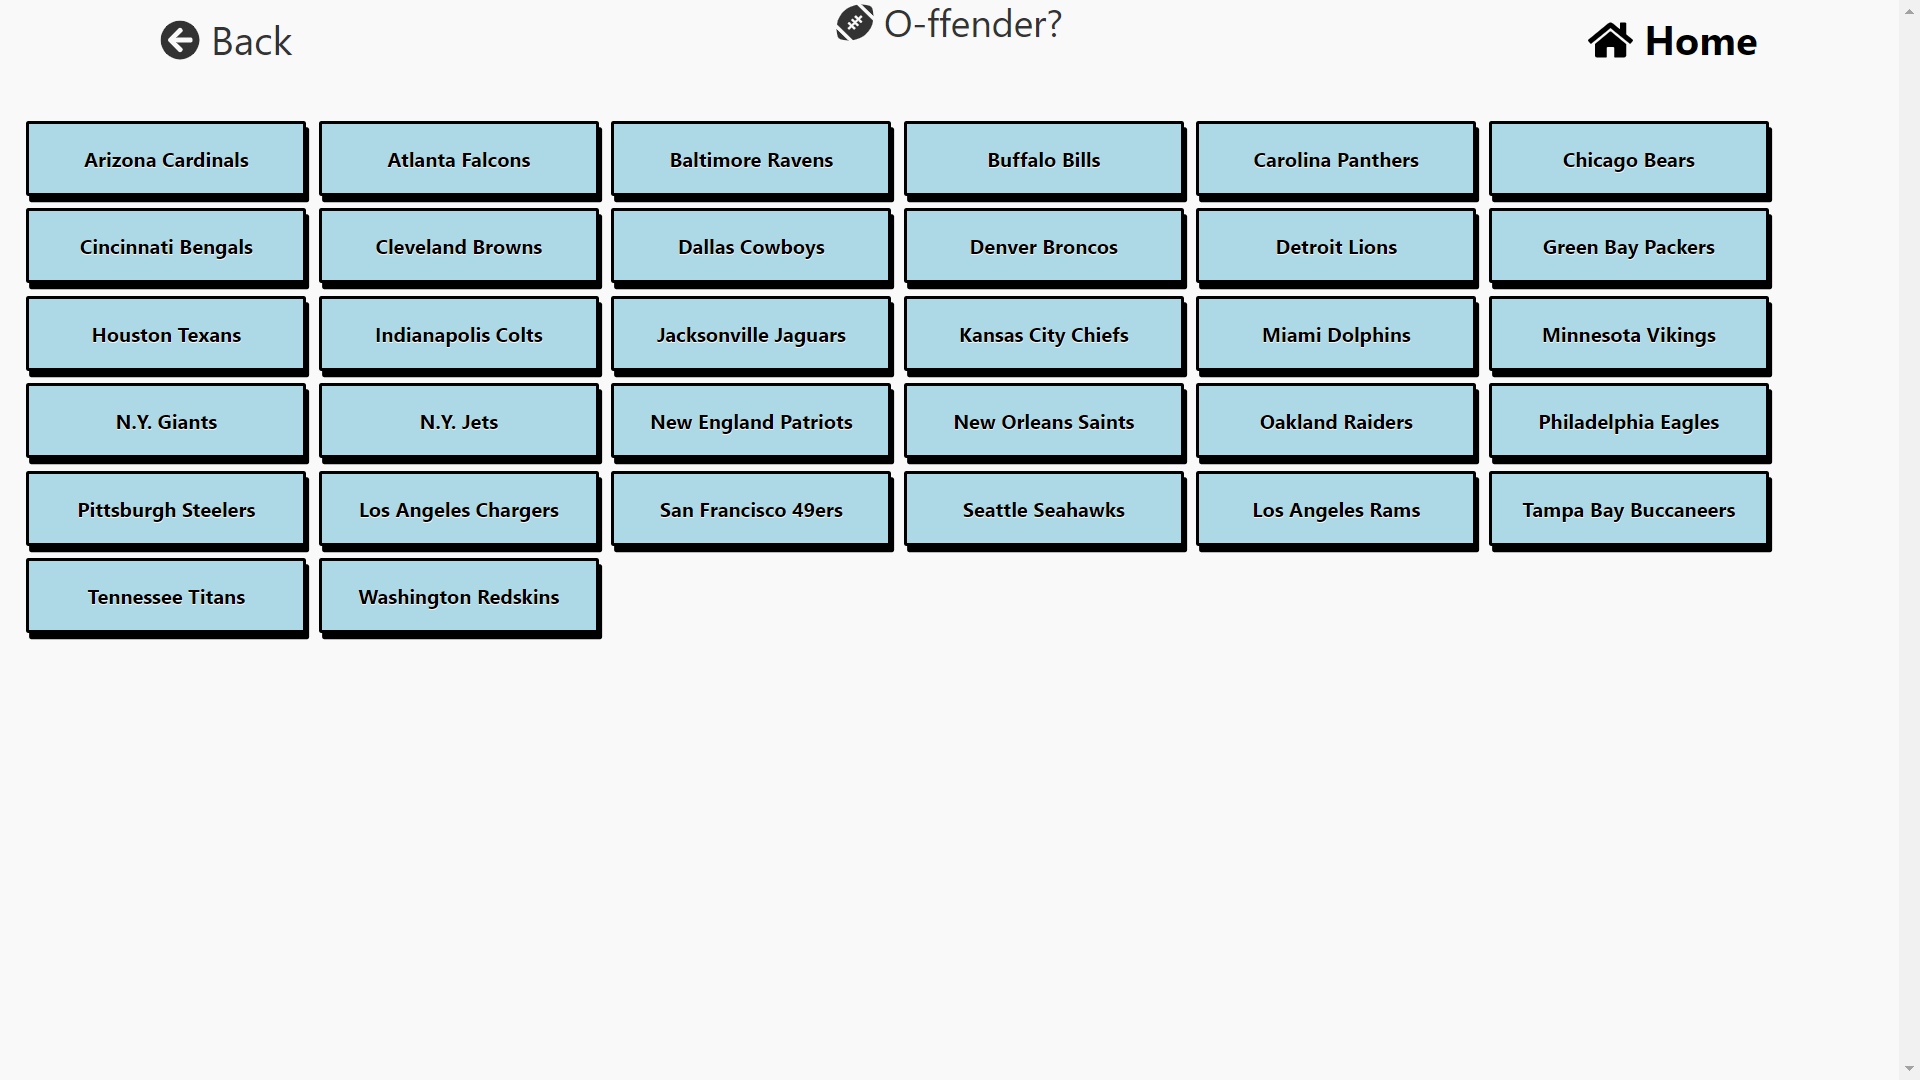 Back
O-ffender?
Home
Arizona Cardinals
Atlanta Falcons
Baltimore Ravens
Buffalo Bills
Carolina Panthers
Chicago Bears
Cincinnati Bengals
Cleveland Browns
Dallas Cowboys
Denver Broncos
Detroit Lions
Green Bay Packers
Houston Texans
Indianapolis Colts
Jacksonville Jaguars
Kansas City Chiefs
Miami Dolphins
Minnesota Vikings
N.Y. Giants
N.Y. Jets
New England Patriots
New Orleans Saints
Oakland Raiders
Philadelphia Eagles
Pittsburgh Steelers
Los Angeles Chargers
San Francisco 49ers
Seattle Seahawks
Los Angeles Rams
Tampa Bay Buccaneers
Tennessee Titans
Washington Redskins